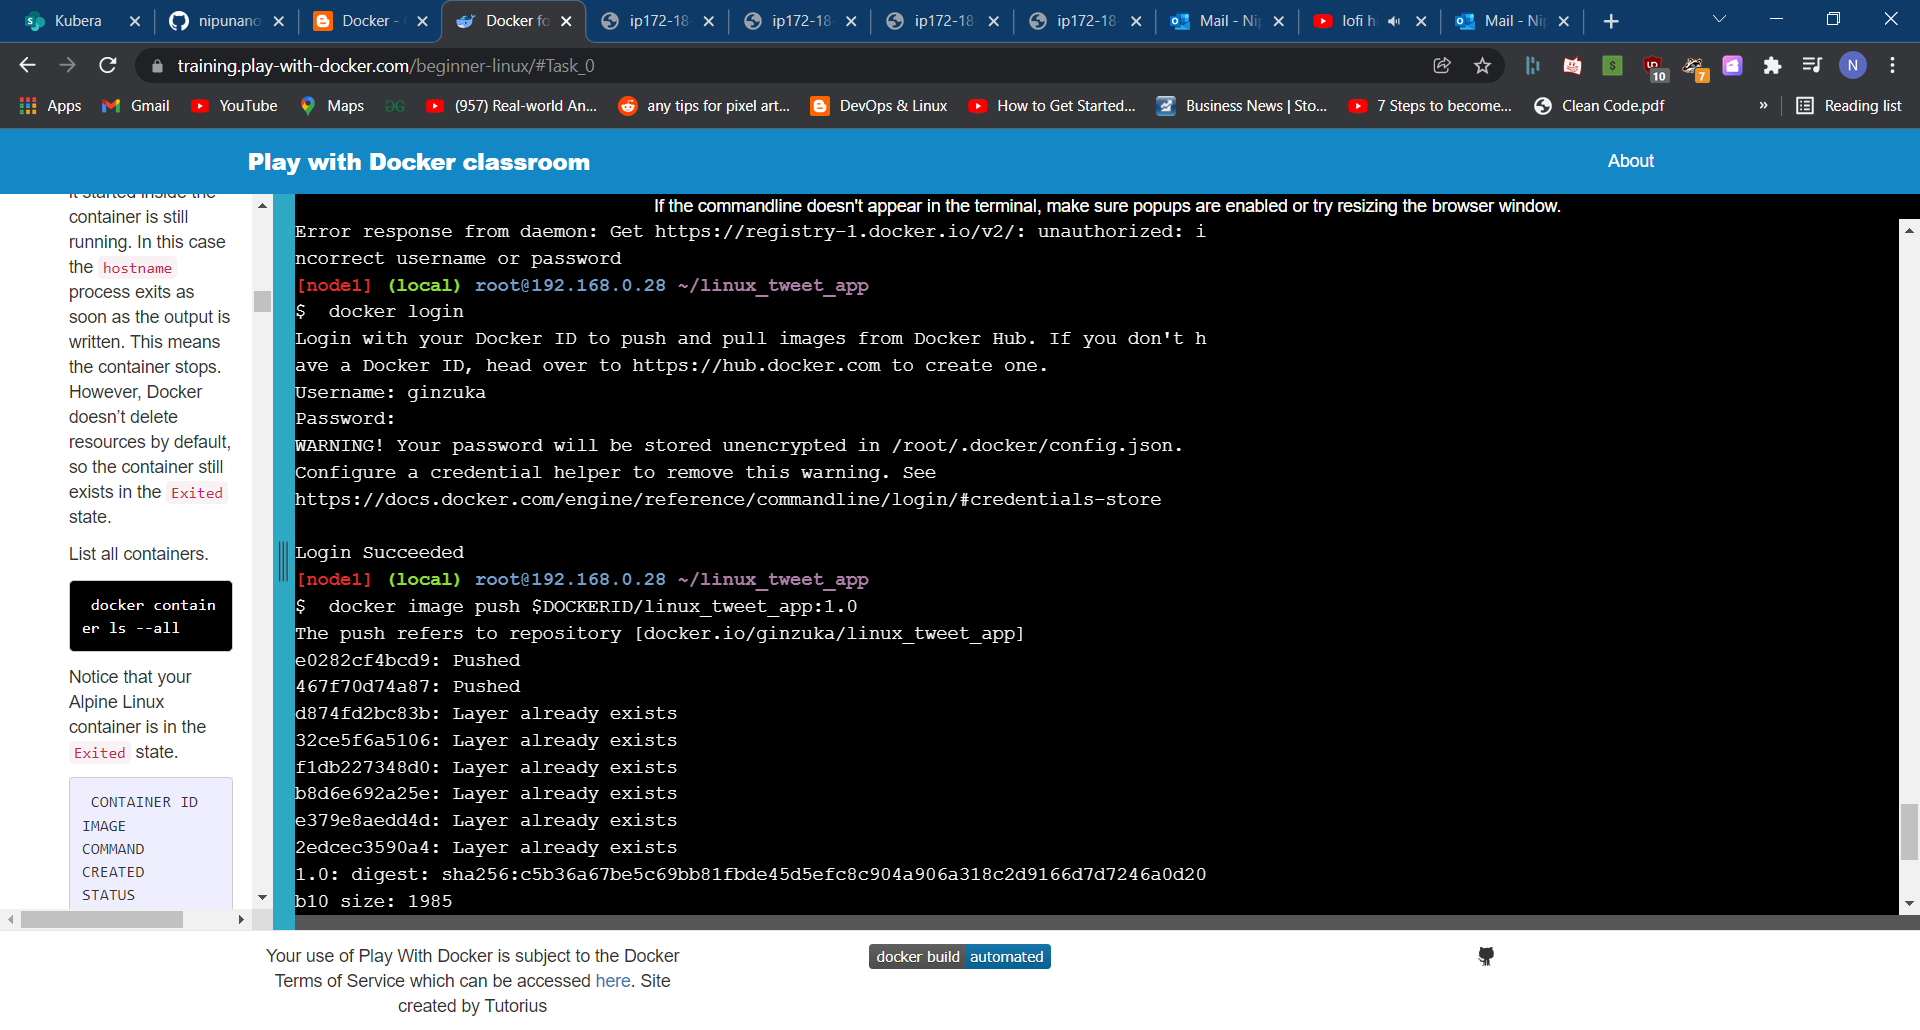 Kubera
nipunano
Docker -
Docker fo
ip172-18
ip172-18
ip172-18
ip172-18
Mail - Nip
lofi hi
Mail - Nip
training.play-with-docker.com/beginner-linux/#Task_0
10
7
N
Apps
Gmail
YouTube
Maps
(957) Real-world An...
any tips for pixel art...
DevOps & Linux
How to Get Started...
Business News | Sto...
7 Steps to become...
Clean Code.pdf
»
Reading list
Play with Docker classroom
About
it started inside the
container is still
running. In this case
the hostname
process exits as
soon as the output is
written. This means
the container stops.
However, Docker
doesn’t delete
resources by default,
so the container still
exists in the Exited
state.
List all containers.
docker contain
er ls --all
Notice that your
Alpine Linux
container is in the
Exited state.
CONTAINER ID
IMAGE
COMMAND
CREATED
STATUS
If the commandline doesn't appear in the terminal, make sure popups are enabled or try resizing the browser window.
Error response from daemon: Get https://registry-1.docker.io/v2/: unauthorized: i
ncorrect username or password
[node1] (local) root@192.168.0.28 ~/linux_tweet_app
$  docker login
Login with your Docker ID to push and pull images from Docker Hub. If you don't h
ave a Docker ID, head over to https://hub.docker.com to create one.
Username: ginzuka
Password:
WARNING! Your password will be stored unencrypted in /root/.docker/config.json.
Configure a credential helper to remove this warning. See
https://docs.docker.com/engine/reference/commandline/login/#credentials-store
Login Succeeded
[node1] (local) root@192.168.0.28 ~/linux_tweet_app
$  docker image push $DOCKERID/linux_tweet_app:1.0
The push refers to repository [docker.io/ginzuka/linux_tweet_app]
e0282cf4bcd9: Pushed
467f70d74a87: Pushed
d874fd2bc83b: Layer already exists
32ce5f6a5106: Layer already exists
f1db227348d0: Layer already exists
b8d6e692a25e: Layer already exists
e379e8aedd4d: Layer already exists
2edcec3590a4: Layer already exists
1.0: digest: sha256:c5b36a67be5c69bb81fbde45d5efc8c904a906a318c2d9166d7d7246a0d20
b10 size: 1985
Your use of Play With Docker is subject to the Docker
Terms of Service which can be accessed here. Site
created by Tutorius
docker build automated